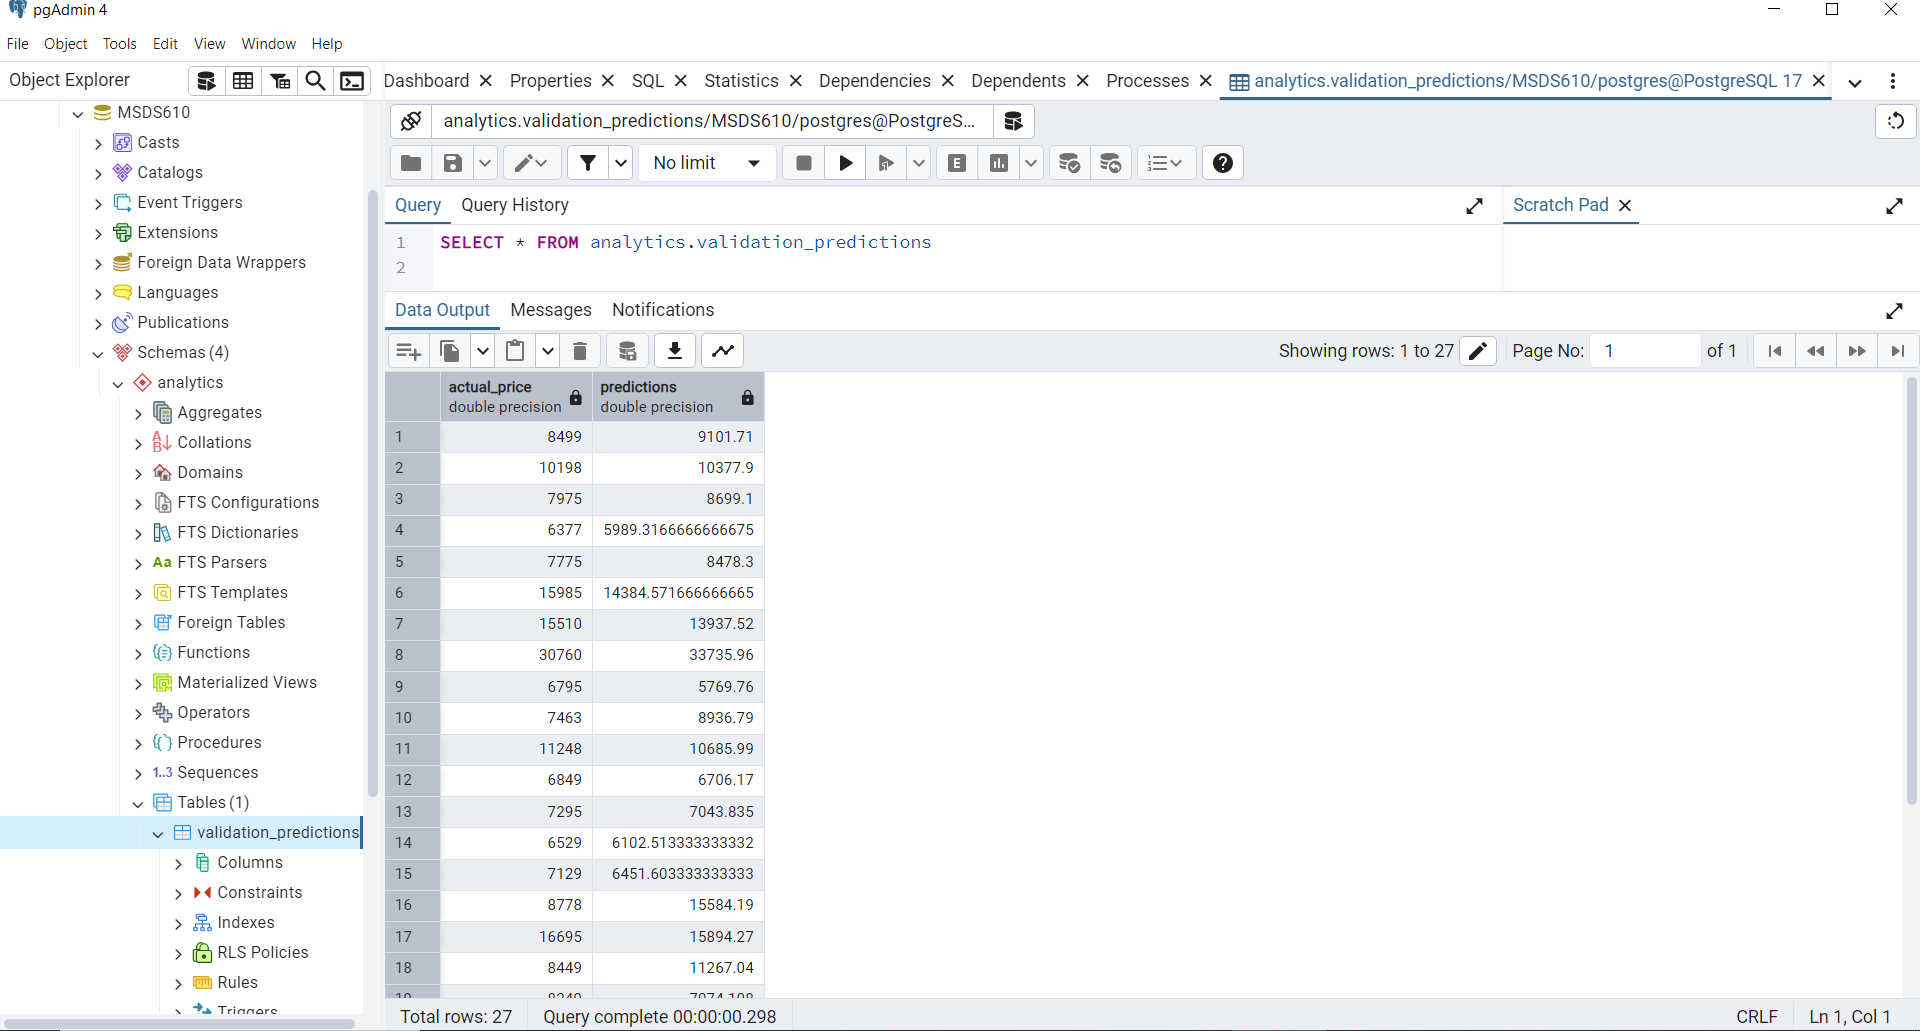 pgAdmin 4
File Object Tools Edit View Window Help
Object Explorer
Dashboard Properties SQL Statistics Dependencies Dependents Processes analytics.validation_predictions/MSDS610/postgres@PostgreSQL 17
MSDS610
Casts
Catalogs
Event Triggers
Extensions
Foreign Data Wrappers
Languages
Publications
Schemas (4)
analytics
Aggregates
Collations
Domains
FTS Configurations
FTS Dictionaries
Aa FTS Parsers
FTS Templates
Foreign Tables
Functions
Materialized Views
Operators
Procedures
1..3 Sequences
Tables (1)
validation_predictions
Columns
Constraints
Indexes
RLS Policies
Rules
Triggers
analytics.validation_predictions/MSDS610/postgres@PostgreS...
No limit
E
Query Query History
Scratch Pad
1 SELECT * FROM analytics.validation_predictions
2
Data Output Messages Notifications
Showing rows: 1 to 27 Page No: 1 of 1
actual_price predictions
double precision double precision
1 8499 9101.71
2 10198 10377.9
3 7975 8699.1
4 6377 5989.3166666666675
5 7775 8478.3
6 15985 14384.571666666665
7 15510 13937.52
8 30760 33735.96
9 6795 5769.76
10 7463 8936.79
11 11248 10685.99
12 6849 6706.17
13 7295 7043.835
14 6529 6102.513333333332
15 7129 6451.603333333333
16 8778 15584.19
17 16695 15894.27
18 8449 11267.04
Total rows: 27 Query complete 00:00:00.298 CRLF Ln 1, Col 1